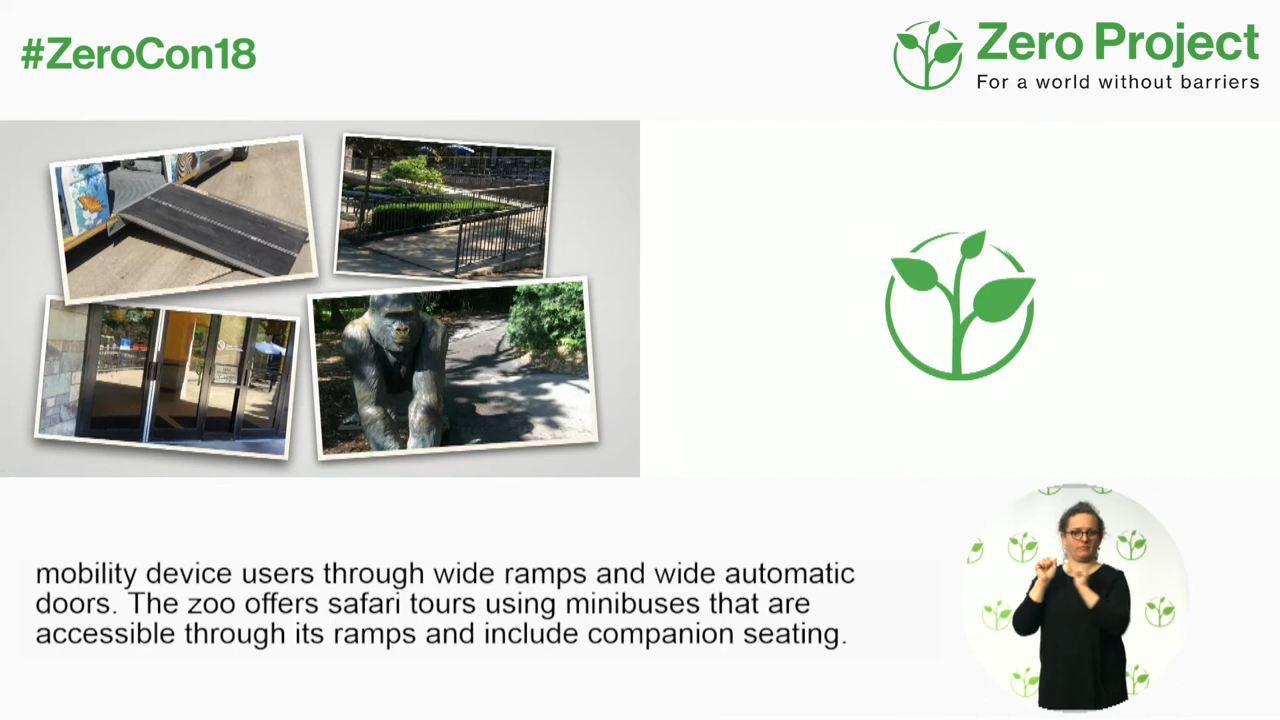 #ZeroCon18
Zero Project
For a world without barriers
mobility device users through wide ramps and wide automatic
doors. The zoo offers safari tours using minibuses that are
accessible through its ramps and include companion seating.